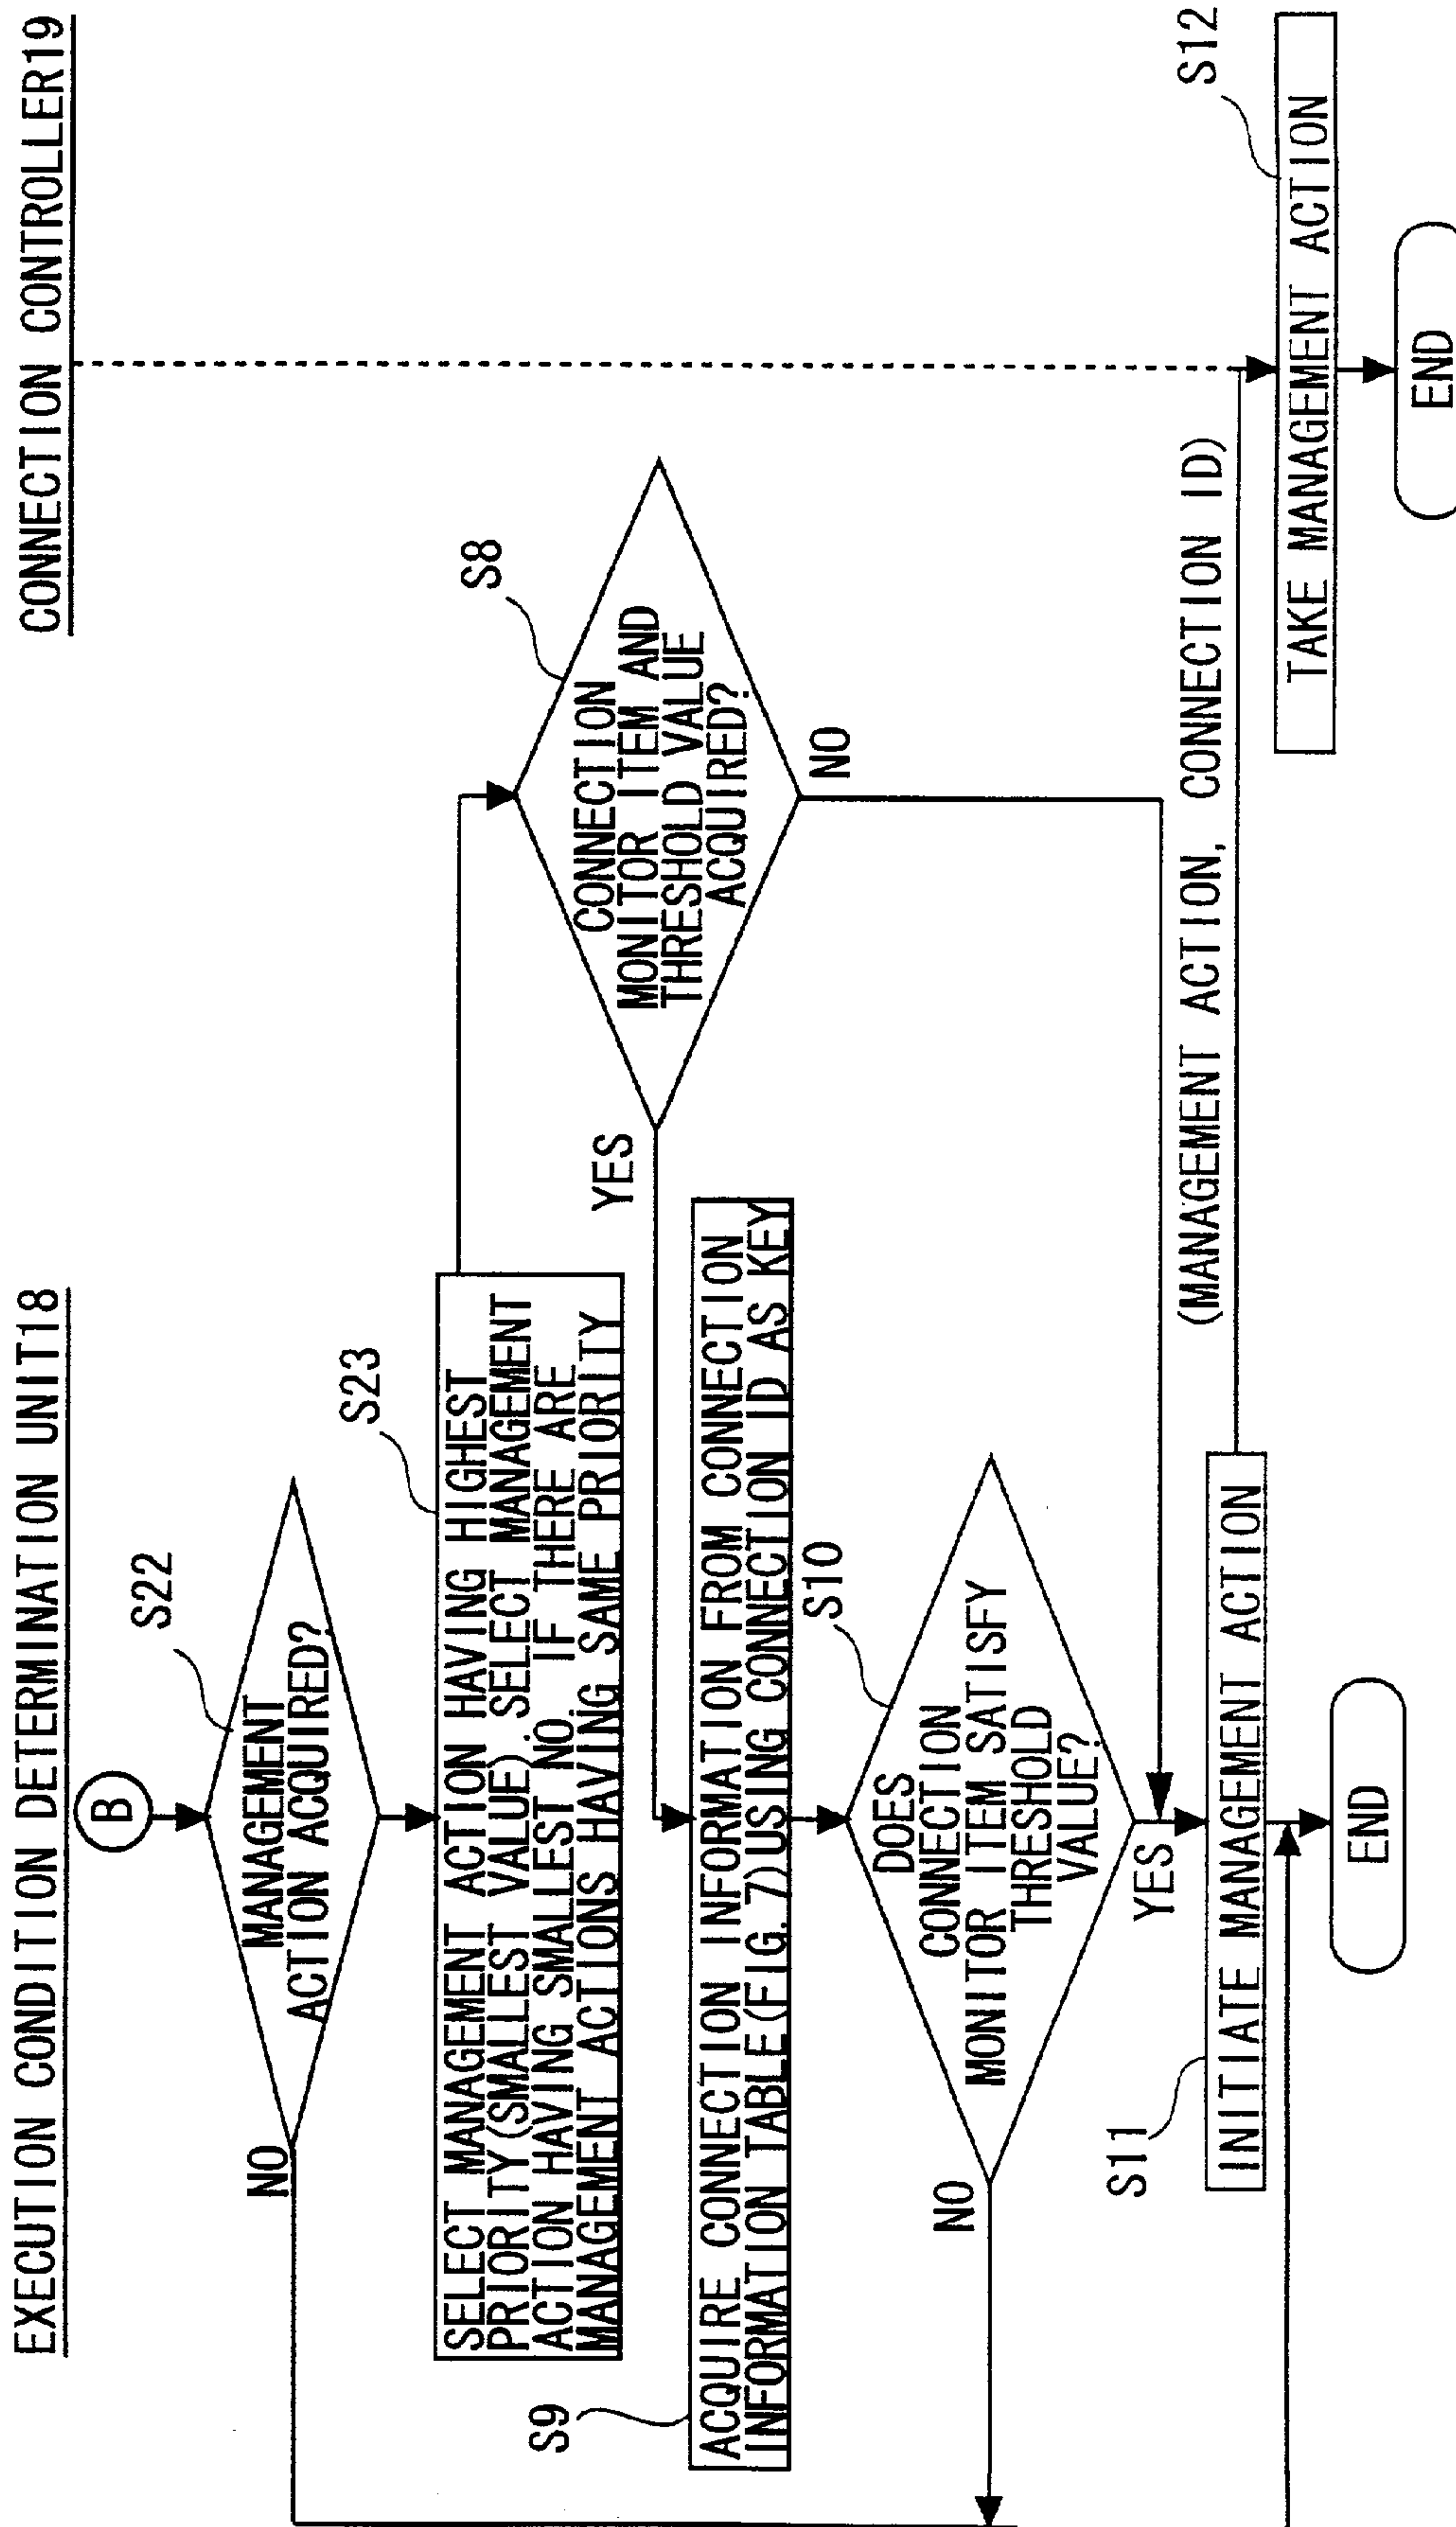 EXECUTION CONDITION DETERMINATION UNIT18
CONNECTION CONTROLLER19
B
S22
MANAGEMENT
ACTION ACQUIRED?
NO
S23
SELECT MANAGEMENT ACTION HAVING HIGHEST
PRIORITY(SMALLEST VALUE). SELECT MANAGEMENT
ACTION HAVING SMALLEST NO. IF THERE ARE
MANAGEMENT ACTIONS HAVING SAME PRIORITY
S8
CONNECTION
MONITOR ITEM AND
THRESHOLD VALUE
ACQUIRED?
YES
NO
S9
ACQUIRE CONNECTION INFORMATION FROM CONNECTION
INFORMATION TABLE(FIG. 7)USING CONNECTION ID AS KEY
S10
DOES
CONNECTION
MONITOR ITEM SATISFY
THRESHOLD
VALUE?
NO
YES
(MANAGEMENT ACTION, CONNECTION ID)
S11
INITIATE MANAGEMENT ACTION
END
S12
TAKE MANAGEMENT ACTION
END